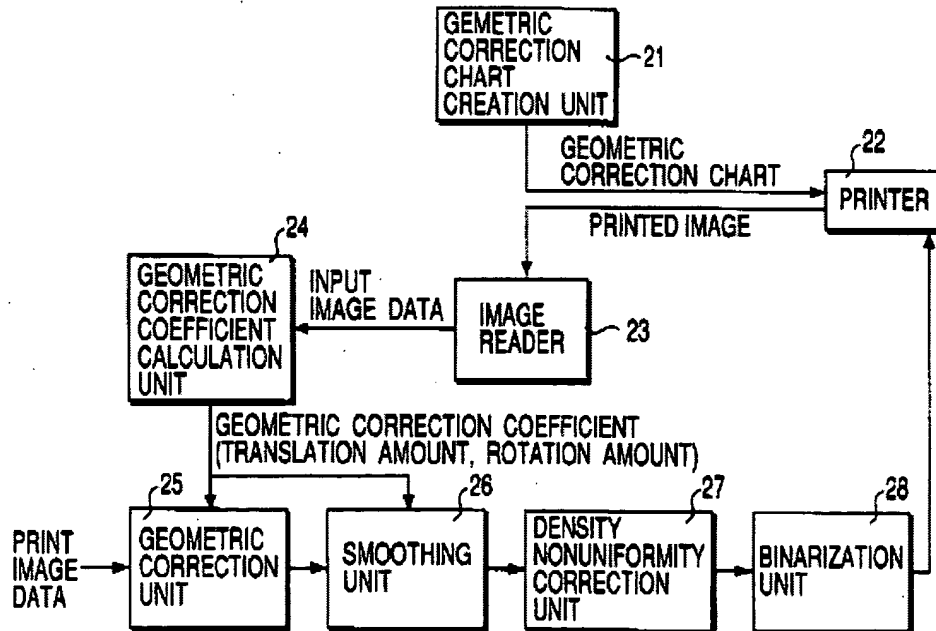 GEMETRIC
CORRECTION
CHART
CREATION UNIT
21
GEOMETRIC
CORRECTION CHART
22
PRINTER
PRINTED IMAGE
24
GEOMETRIC
CORRECTION
COEFFICIENT
CALCULATION
UNIT
INPUT
IMAGE DATA
IMAGE
READER
23
GEOMETRIC CORRECTION COEFFICIENT
(TRANSLATION AMOUNT, ROTATION AMOUNT)
PRINT
IMAGE
DATA
25
GEOMETRIC
CORRECTION
UNIT
26
SMOOTHING
UNIT
27
DENSITY
NONUNIFORMITY
CORRECTION
UNIT
28
BINARIZATION
UNIT